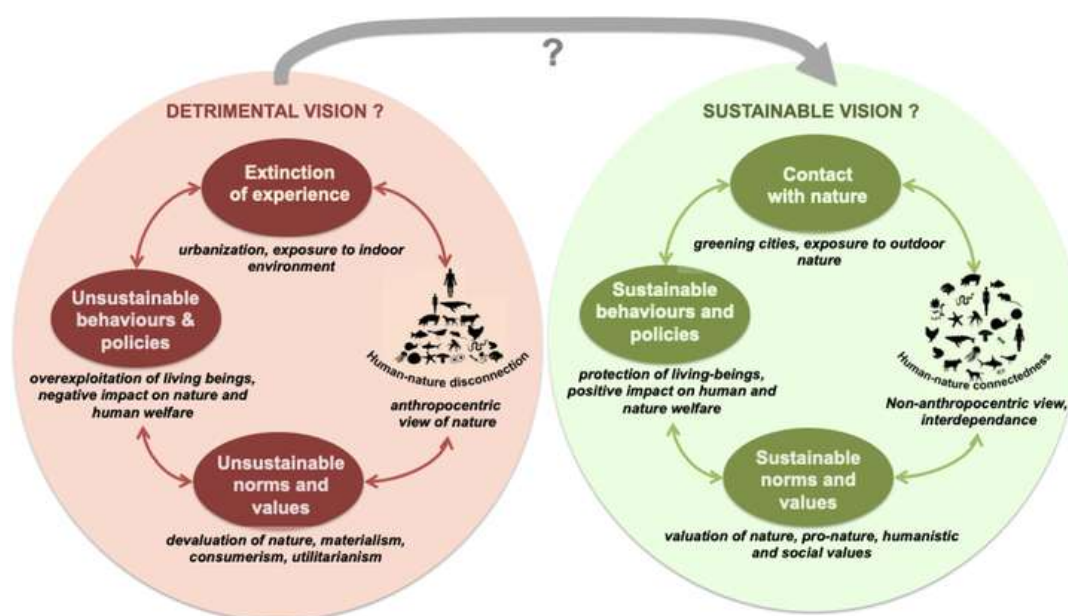 ?
DETRIMENTAL VISION ?
Extinction
of experience
urbanization, exposure to indoor
environment
Unsustainable
behaviours &
policies
overexploitation of living beings,
negative impact on nature and
human welfare
Human-nature disconnection
anthropocentric
view of nature
Unsustainable
norms and
values
devaluation of nature, materialism,
consumerism, utilitarianism
SUSTAINABLE VISION ?
Contact
with nature
greening cities, exposure to outdoor
nature
Sustainable
behaviours and
policies
protection of living-beings,
positive impact on human and
nature welfare
Human-nature connectedness
Non-anthropocentric view,
interdependance
Sustainable
norms and
values
valuation of nature, pro-nature, humanistic
and social values